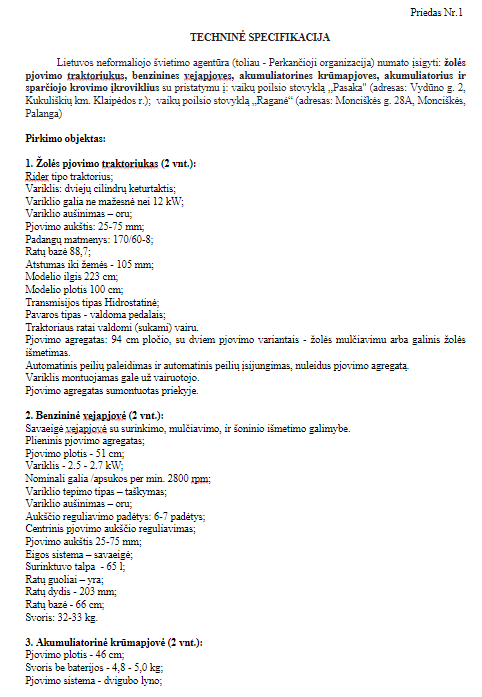 Priedas Nr.1
TECHNINĖ SPECIFIKACIJA
Lietuvos neformaliojo švietimo agentūra (toliau - Perkančioji organizacija) numato įsigyti: žolės
pjovimo traktoriukus, benzinines vejapjoves, akumuliatorines krūmapjoves, akumuliatorius ir
sparčiojo krovimo įkroviklius su pristatymu į: vaikų poilsio stovyklą „Pasaka" (adresas: Vydūno g. 2,
Kukuliškių km. Klaipėdos r.); vaikų poilsio stovyklą „Raganė“ (adresas: Monciškės g. 28A, Monciškės,
Palanga)
Pirkimo objektas:
1. Žolės pjovimo traktoriukas (2 vnt.):
Rider tipo traktorius;
Variklis: dviejų cilindrų keturtaktis;
Variklio galia ne mažesnė nei 12 kW;
Variklio aušinimas – oru;
Pjovimo aukštis: 25-75 mm;
Padangų matmenys: 170/60-8;
Ratų bazė 88,7;
Atstumas iki žemės - 105 mm;
Modelio ilgis 223 cm;
Modelio plotis 100 cm;
Transmisijos tipas Hidrostatinė;
Pavaros tipas - valdoma pedalais;
Traktoriaus ratai valdomi (sukami) vairu.
Pjovimo agregatas: 94 cm pločio, su dviem pjovimo variantais - žolės mulčiavimu arba galinis žolės
išmetimas.
Automatinis peilių paleidimas ir automatinis peilių įsijungimas, nuleidus pjovimo agregatą.
Variklis montuojamas gale už vairuotojo.
Pjovimo agregatas sumontuotas priekyje.
2. Benzininė vejapjovė (2 vnt.):
Savaeigė vejapjovė su surinkimo, mulčiavimo, ir šoninio išmetimo galimybe.
Plieninis pjovimo agregatas;
Pjovimo plotis - 51 cm;
Variklis - 2.5 - 2.7 kW;
Nominali galia /apsukos per min. 2800 rpm;
Variklio tepimo tipas – taškymas;
Variklio aušinimas – oru;
Aukščio reguliavimo padėtys: 6-7 padėtys;
Centrinis pjovimo aukščio reguliavimas;
Pjovimo aukštis 25-75 mm;
Eigos sistema – savaeigė;
Surinktuvo talpa - 65 l;
Ratų guoliai – yra;
Ratų dydis - 203 mm;
Ratų bazė - 66 cm;
Svoris: 32-33 kg.
3. Akumuliatorinė krūmapjovė (2 vnt.):
Pjovimo plotis - 46 cm;
Svoris be baterijos - 4,8 - 5,0 kg;
Pjovimo sistema - dvigubo lyno;